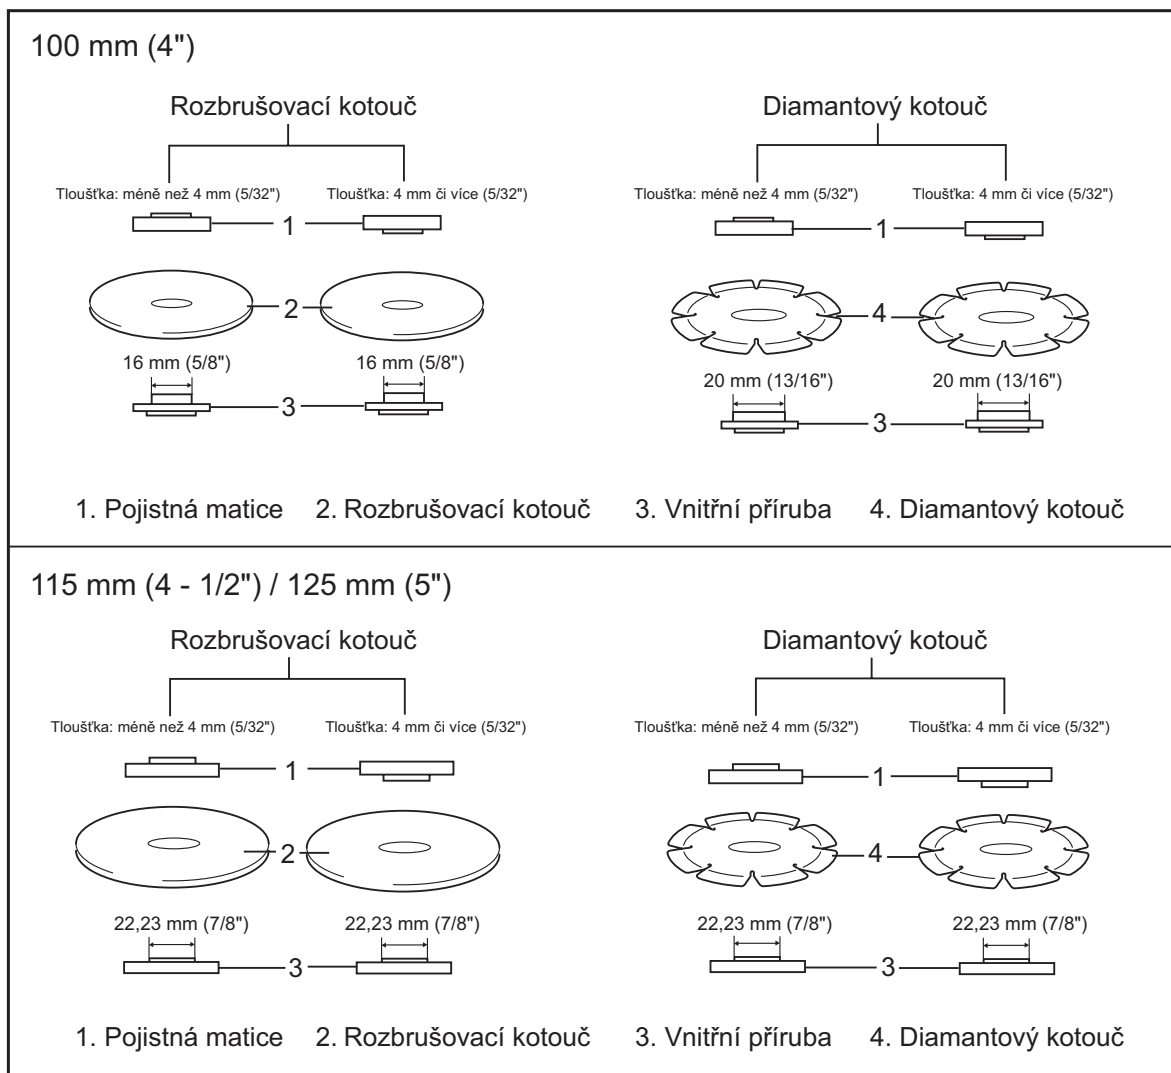 100 mm (4")
Rozbrušovací kotouč
Diamantový kotouč
Tloušťka: méně než 4 mm (5/32")
Tloušťka: 4 mm či více (5/32")
Tloušťka: méně než 4 mm (5/32")
Tloušťka: 4 mm či více (5/32")
1
1
2
4
16 mm (5/8")
16 mm (5/8")
20 mm (13/16")
20 mm (13/16")
3
3
1. Pojistná matice 2. Rozbrušovací kotouč 3. Vnitřní příruba 4. Diamantový kotouč
115 mm (4 - 1/2") / 125 mm (5")
Rozbrušovací kotouč
Diamantový kotouč
Tloušťka: méně než 4 mm (5/32")
Tloušťka: 4 mm či více (5/32")
Tloušťka: méně než 4 mm (5/32")
Tloušťka: 4 mm či více (5/32")
1
1
2
4
22,23 mm (7/8")
22,23 mm (7/8")
22,23 mm (7/8")
22,23 mm (7/8")
3
3
1. Pojistná matice 2. Rozbrušovací kotouč 3. Vnitřní příruba 4. Diamantový kotouč